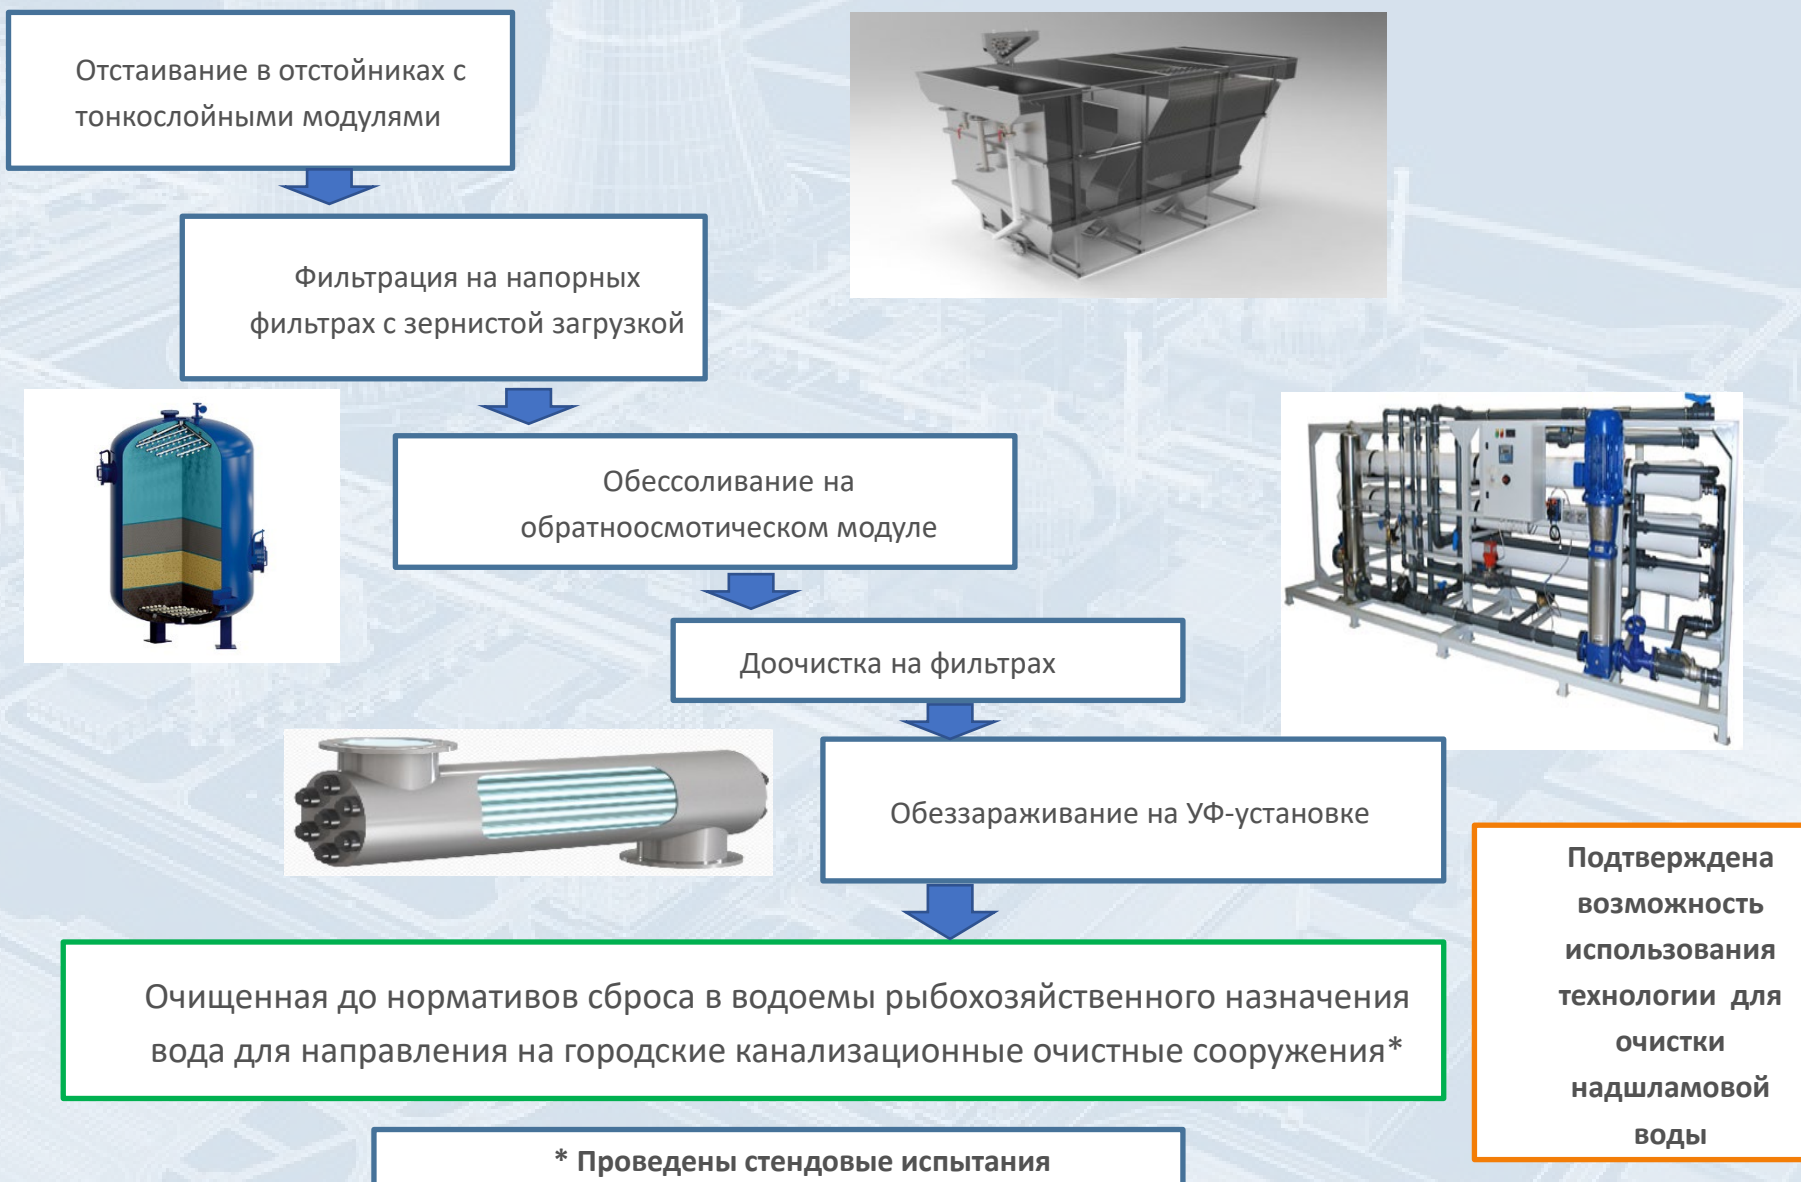 Отстаивание в отстойниках с
тонкослойными модулями
Фильтрация на напорных
фильтрах с зернистой загрузкой
Обессоливание на
обратноосмотическом модуле
Доочистка на фильтрах
Обеззараживание на УФ-установке
Очищенная до нормативов сброса в водоемы рыбохозяйственного назначения
вода для направления на городские канализационные очистные сооружения*
Подтверждена
возможность
использования
технологии для
очистки
надшламовой
воды
* Проведены стендовые испытания